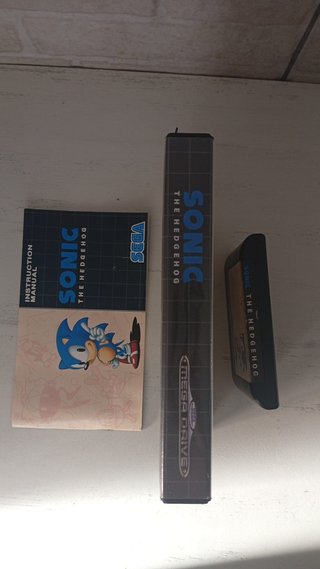 INSTRUCTION
MANUAL
SONIC
THE HEDGEHOG
SEGA
SONIC
THE HEDGEHOG
MEGA DRIVE
SONIC
THE HEDGEHOG